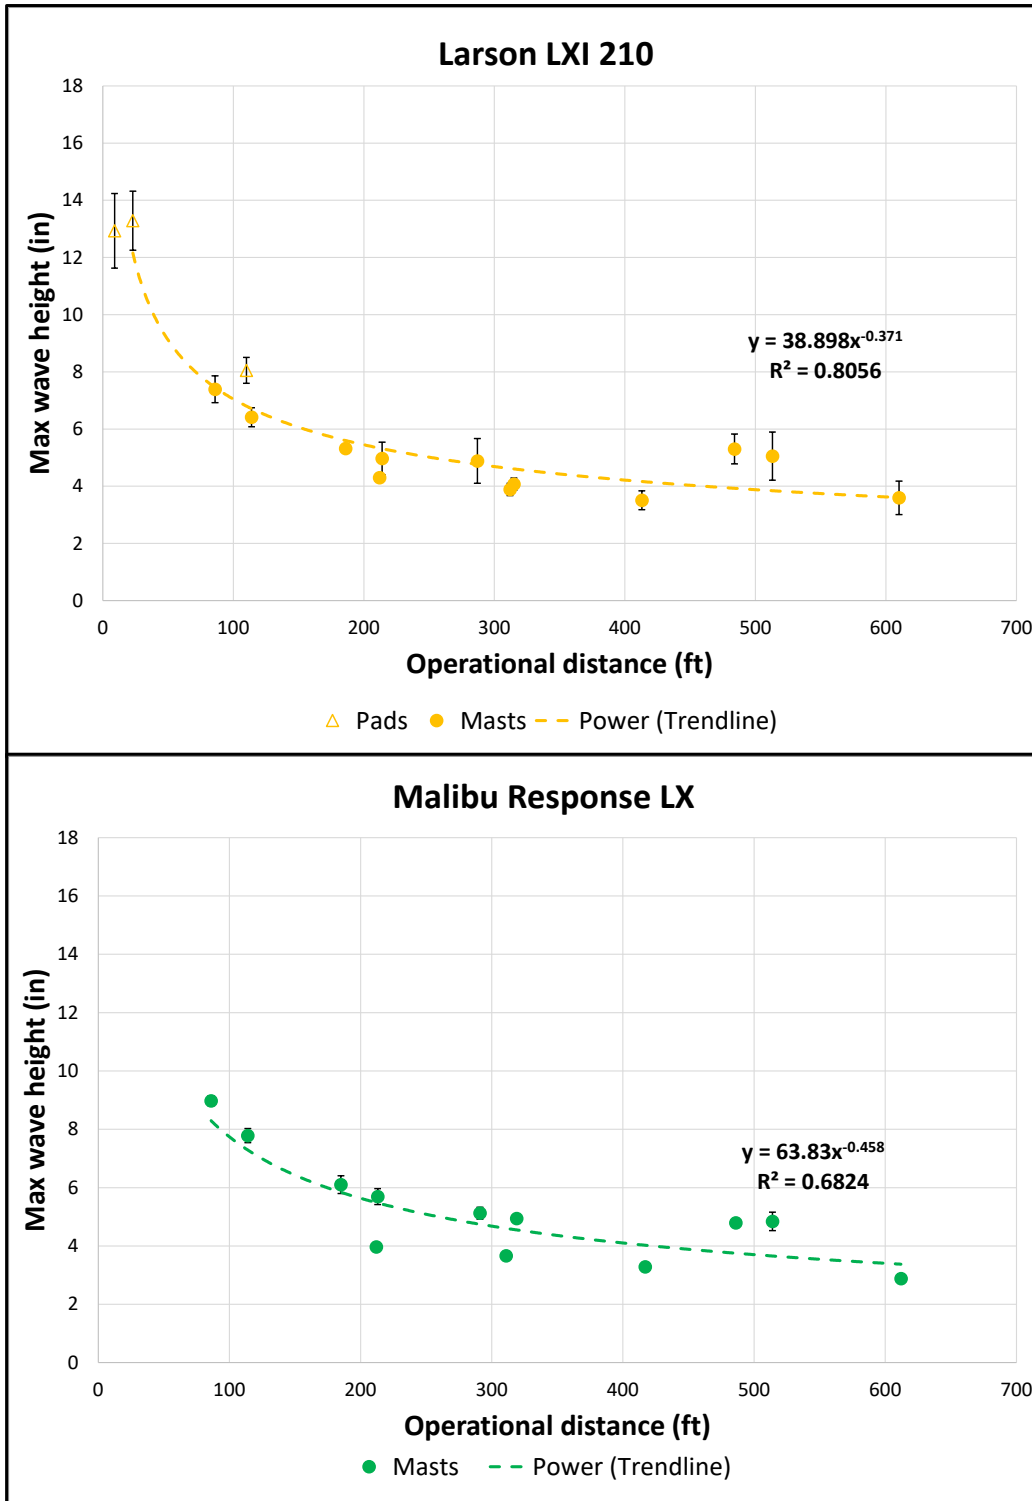 Larson LXI 210
18
16
14
12
10
8
6
4
2
0
Max wave height (in)
y = 38.898x^-0.371
R² = 0.8056
0 100 200 300 400 500 600 700
Operational distance (ft)
Pads Masts Power (Trendline)
Malibu Response LX
18
16
14
12
10
8
6
4
2
0
Max wave height (in)
y = 63.83x^-0.458
R² = 0.6824
0 100 200 300 400 500 600 700
Operational distance (ft)
Masts Power (Trendline)